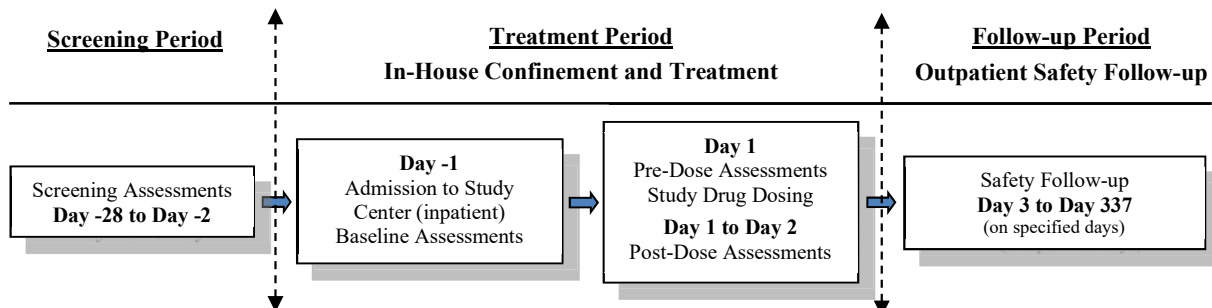 Screening Period
Treatment Period
In-House Confinement and Treatment
Follow-up Period
Outpatient Safety Follow-up
Screening Assessments
Day -28 to Day -2
Day -1
Admission to Study
Center (inpatient)
Baseline Assessments
Day 1
Pre-Dose Assessments
Study Drug Dosing
Day 1 to Day 2
Post-Dose Assessments
Safety Follow-up
Day 3 to Day 337
(on specified days)